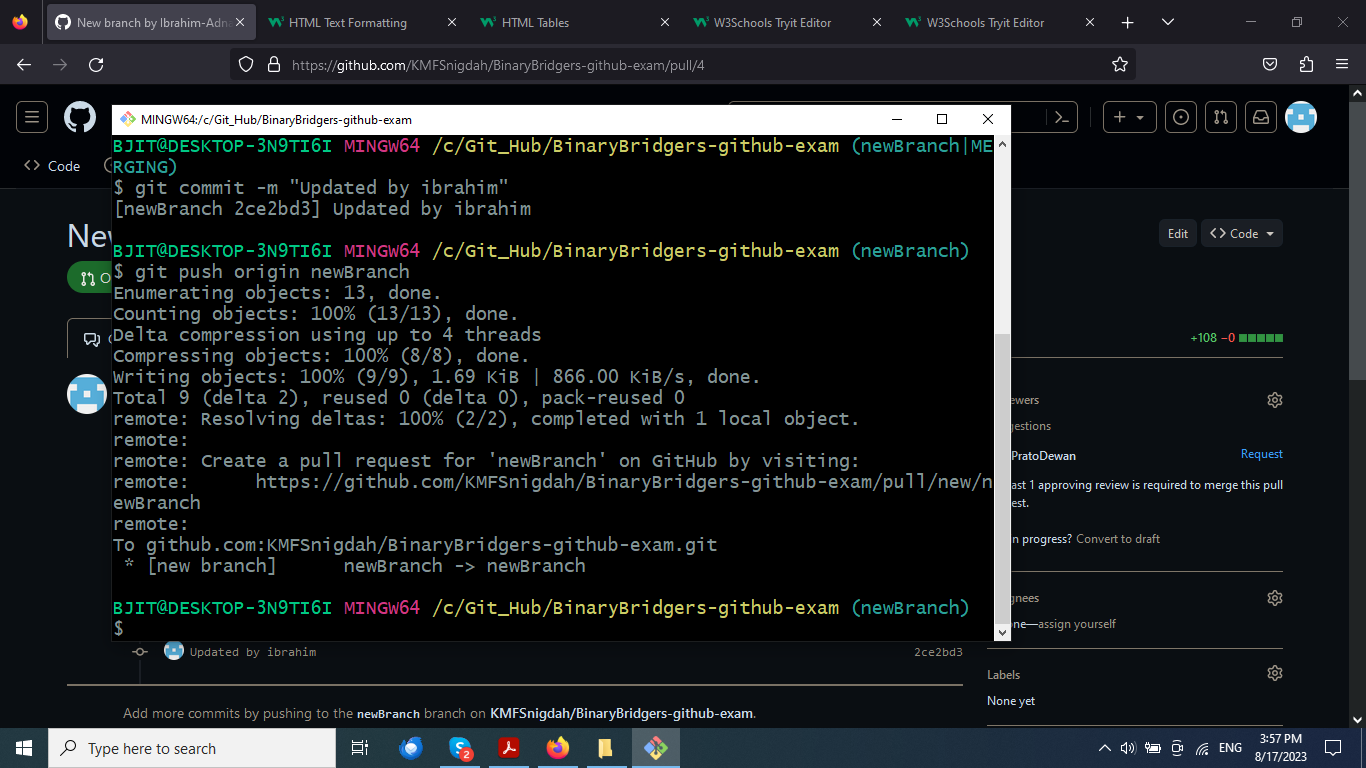 New branch by Ibrahim-Adna
HTML Text Formatting
HTML Tables
W3Schools Tryit Editor
W3Schools Tryit Editor
https://github.com/KMFSnigdah/BinaryBridgers-github-exam/pull/4
MINGW64:/c/Git_Hub/BinaryBridgers-github-exam
BJIT@DESKTOP-3N9TI6I MINGW64 /c/Git_Hub/BinaryBridgers-github-exam (newBranch|ME
RGING)
$ git commit -m "Updated by ibrahim"
[newBranch 2ce2bd3] Updated by ibrahim
BJIT@DESKTOP-3N9TI6I MINGW64 /c/Git_Hub/BinaryBridgers-github-exam (newBranch)
$ git push origin newBranch
Enumerating objects: 13, done.
Counting objects: 100% (13/13), done.
Delta compression using up to 4 threads
Compressing objects: 100% (8/8), done.
Writing objects: 100% (9/9), 1.69 KiB | 866.00 KiB/s, done.
Total 9 (delta 2), reused 0 (delta 0), pack-reused 0
remote: Resolving deltas: 100% (2/2), completed with 1 local object.
remote:
remote: Create a pull request for 'newBranch' on GitHub by visiting:
remote:      https://github.com/KMFSnigdah/BinaryBridgers-github-exam/pull/new/n
ewBranch
remote:
To github.com:KMFSnigdah/BinaryBridgers-github-exam.git
 * [new branch]      newBranch -> newBranch
BJIT@DESKTOP-3N9TI6I MINGW64 /c/Git_Hub/BinaryBridgers-github-exam (newBranch)
$
Code
Ne
O
Edit
Code
+108 −0
ewers
gestions
PratoDewan
Request
ast 1 approving review is required to merge this pull
est.
n progress? Convert to draft
gnees
ne—assign yourself
Updated by ibrahim
2ce2bd3
Labels
None yet
Add more commits by pushing to the newBranch branch on KMFSnigdah/BinaryBridgers-github-exam.
Type here to search
2
ENG
3:57 PM
8/17/2023